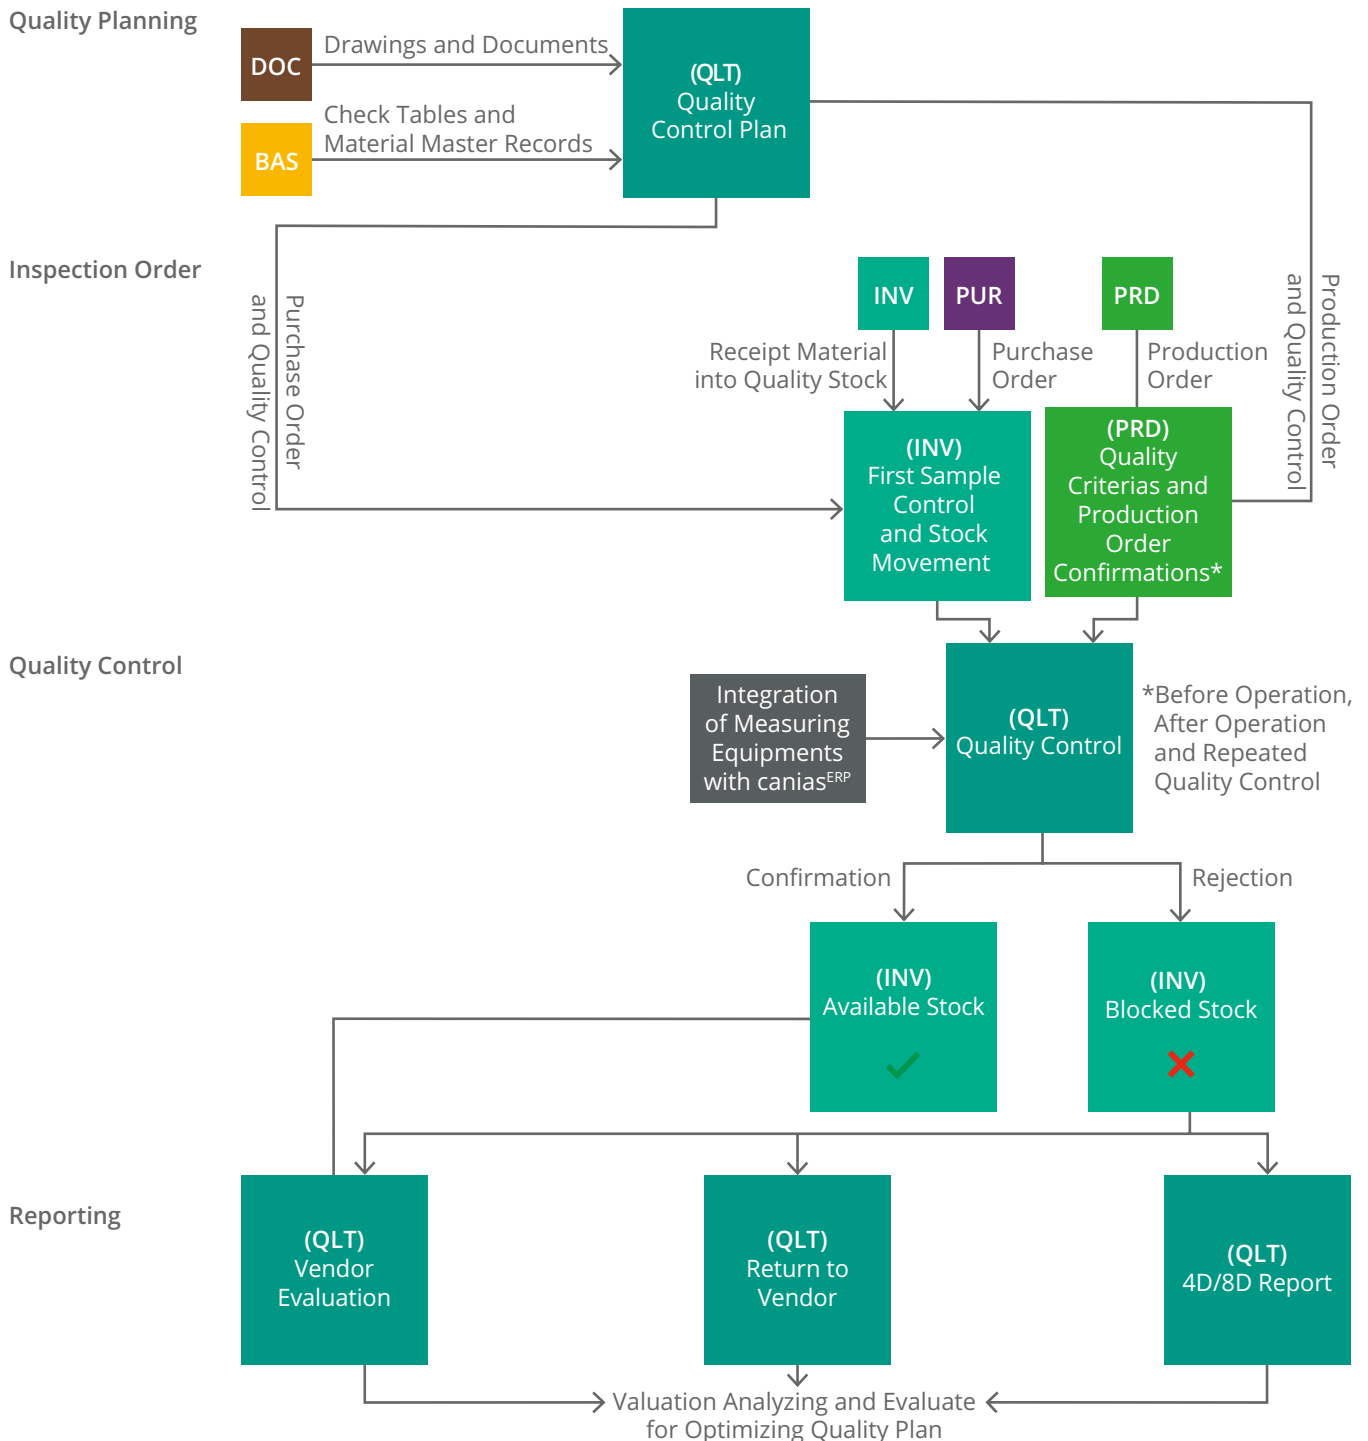 Quality Planning
DOC
Drawings and Documents
(QLT)
Quality
Control Plan
Check Tables and
Material Master Records
BAS
Inspection Order
Purchase Order
and Quality Control
INV
PUR
PRD
Production Order
and Quality Control
Receipt Material
into Quality Stock
Purchase
Order
Production
Order
(INV)
First Sample
Control
and Stock
Movement
(PRD)
Quality
Criterias and
Production
Order
Confirmations*
Quality Control
Integration
of Measuring
Equipments
with caniasERP
(QLT)
Quality Control
*Before Operation,
After Operation
and Repeated
Quality Control
Confirmation
Rejection
(INV)
Available Stock
(INV)
Blocked Stock
Reporting
(QLT)
Vendor
Evaluation
(QLT)
Return to
Vendor
(QLT)
4D/8D Report
Valuation Analyzing and Evaluate
for Optimizing Quality Plan